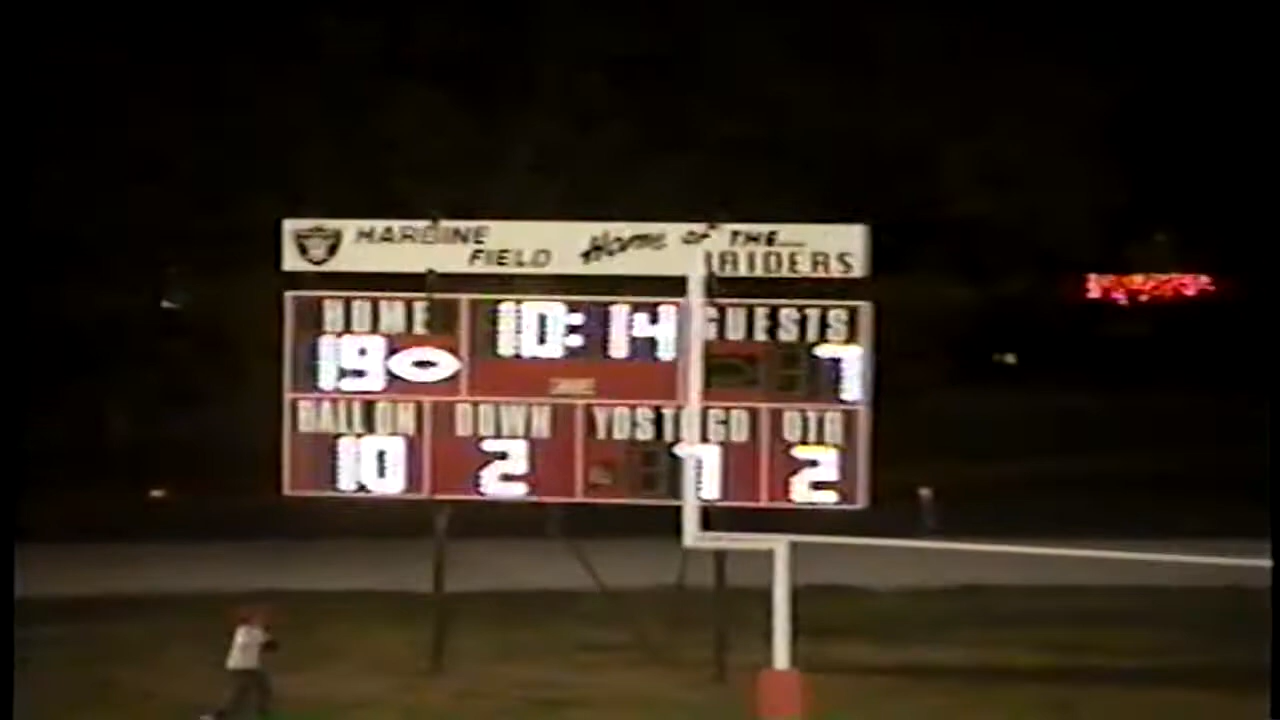 HARDINE
FIELD
Home of THE...
RAIDERS
HOME 10:14 GUESTS
19 7
BALL ON DOWN YDS TO GO QTR
10 2 7 2